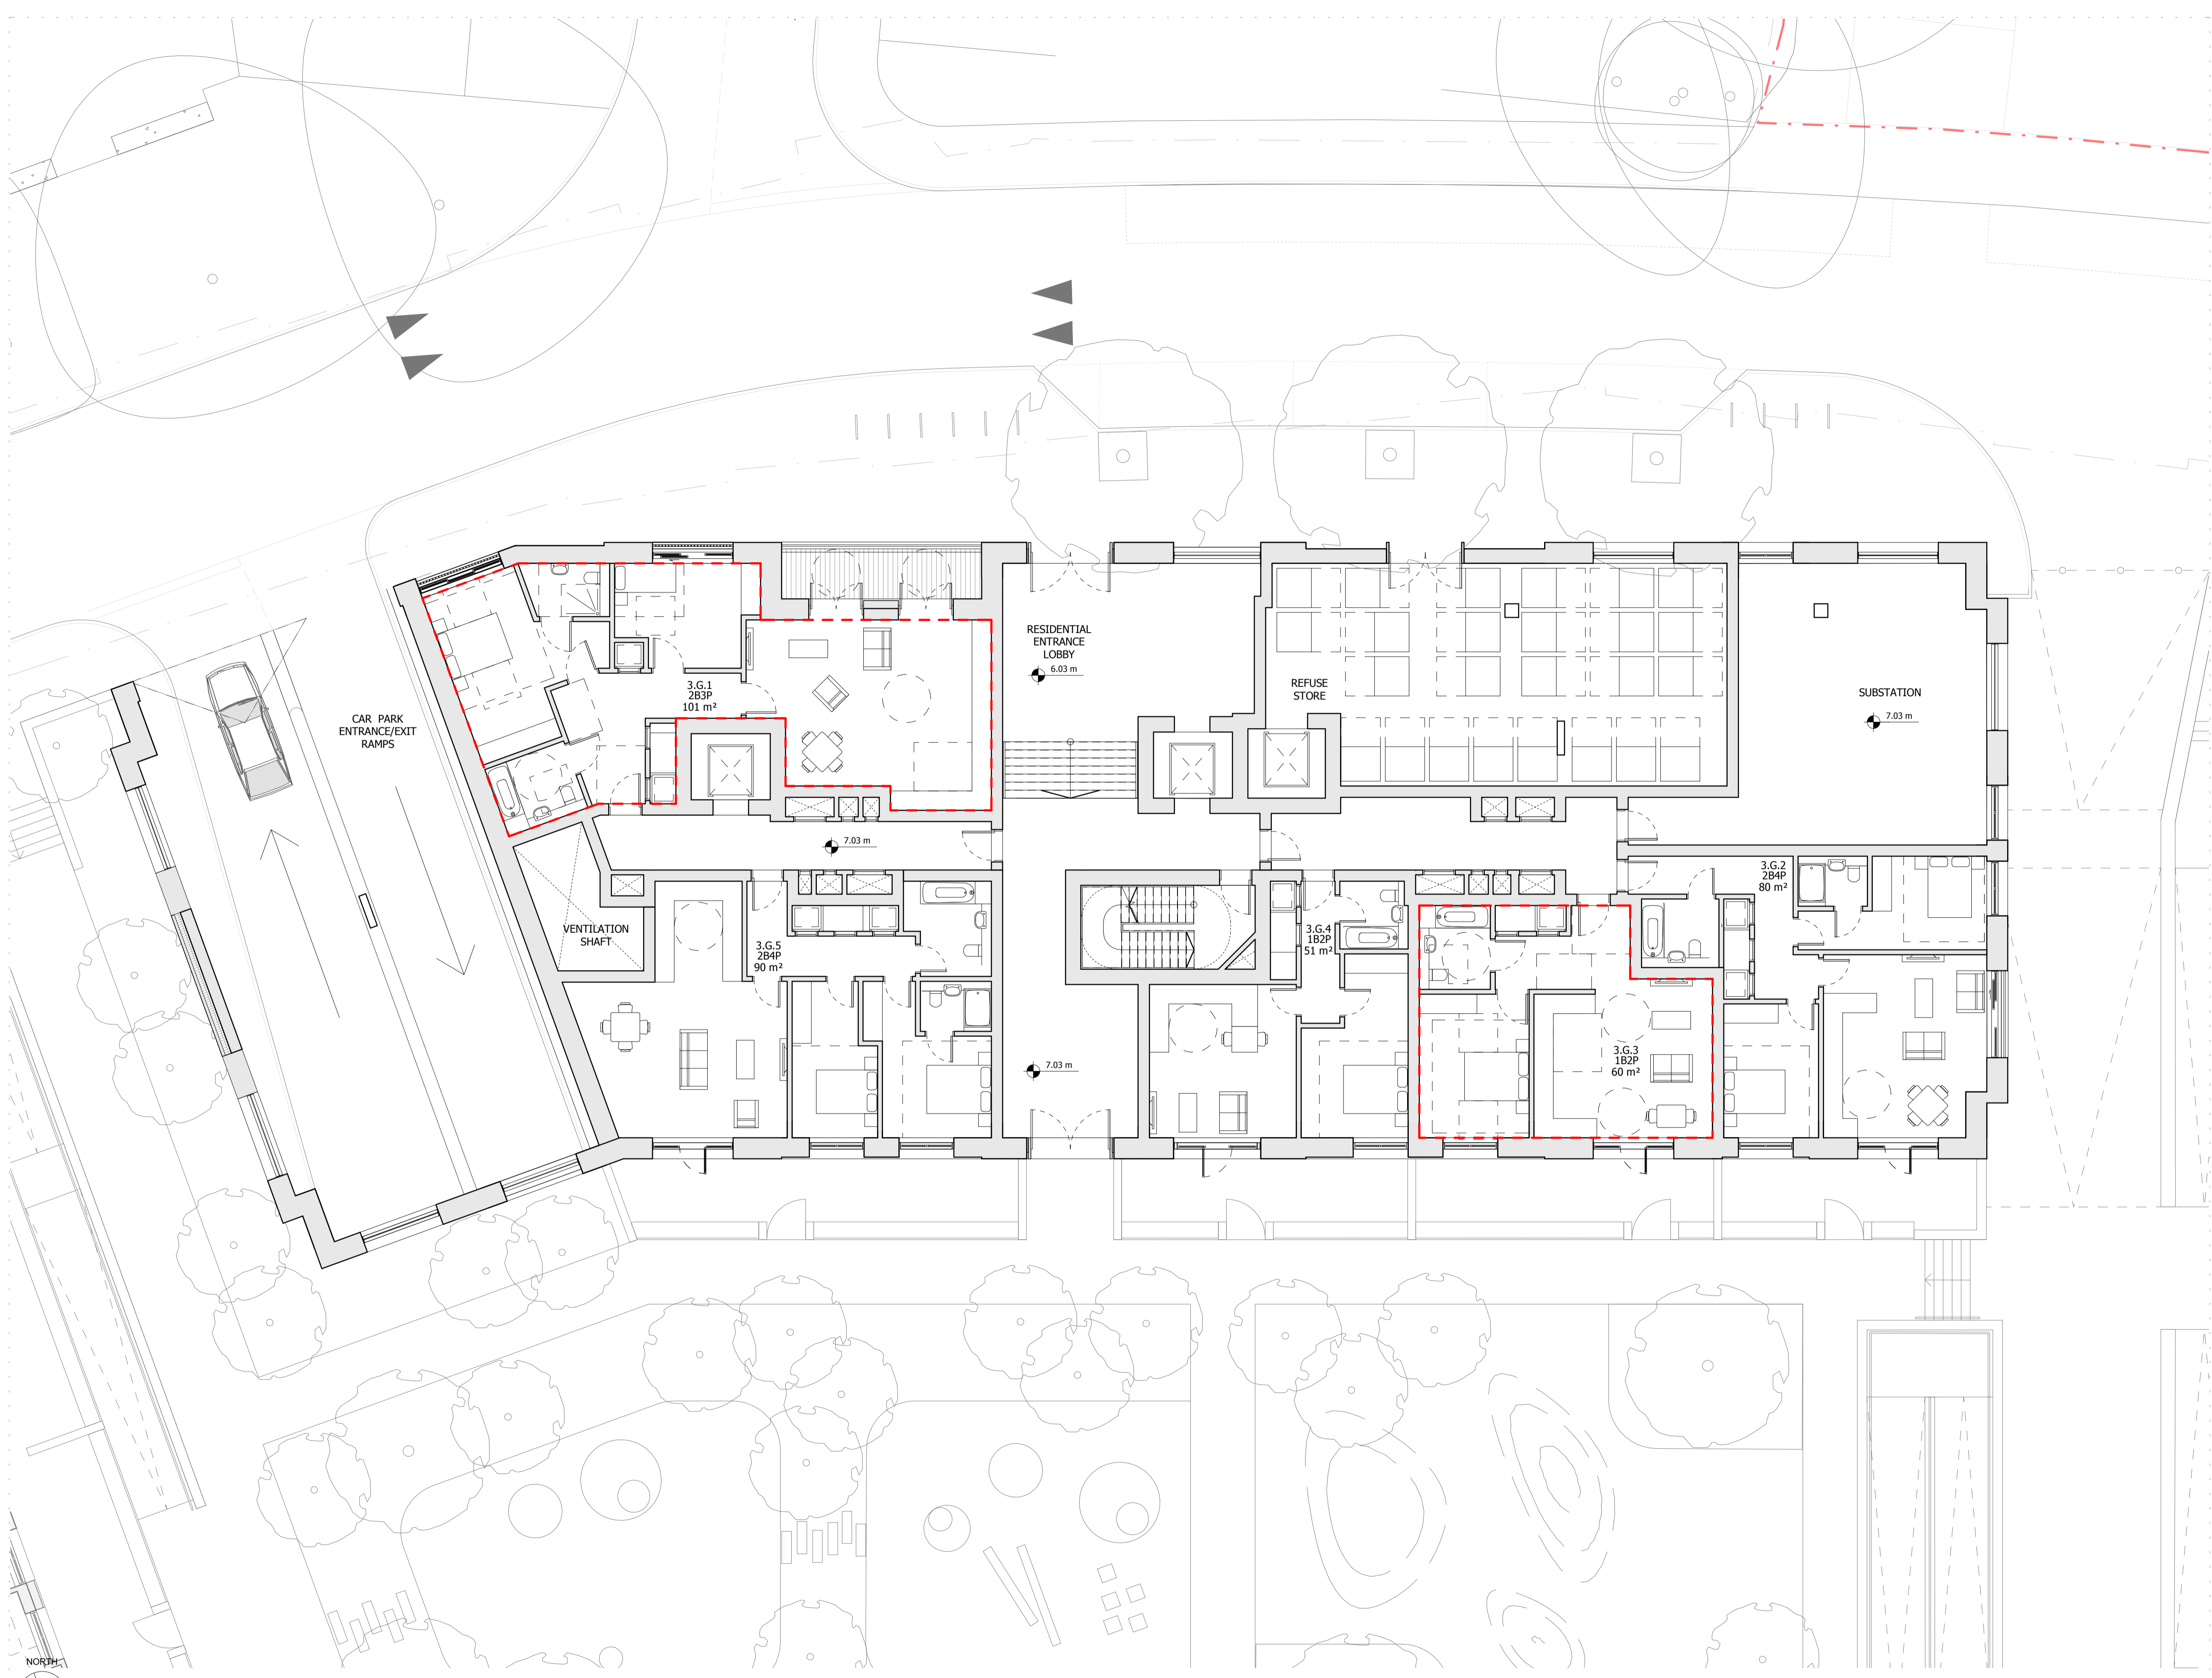 RESIDENTIAL
ENTRANCE
LOBBY
6.03 m
3.G.1
2B3P
101 m²
REFUSE
STORE
SUBSTATION
7.03 m
CAR PARK
ENTRANCE/EXIT
RAMPS
7.03 m
3.G.2
2B4P
80 m²
VENTILATION
SHAFT
3.G.5
2B4P
90 m²
3.G.4
1B2P
51 m²
3.G.3
1B2P
60 m²
7.03 m
NORTH